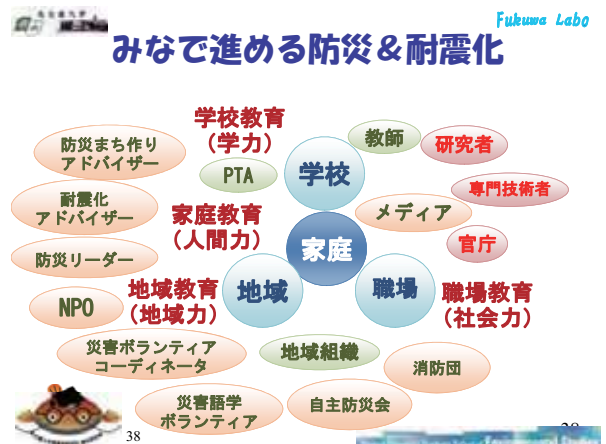 Fukuwa Labo
みなで進める防災＆耐震化
学校教育
（学力）
防災まち作り
アドバイザー
教師
研究者
PTA
学校
専門技術者
耐震化
アドバイザー
家庭教育
（人間力）
メディア
家庭
官庁
防災リーダー
地域教育
（地域力）
地域
職場
職場教育
（社会力）
NPO
災害ボランティア
コーディネータ
地域組織
消防団
災害語学
ボランティア
自主防災会
38